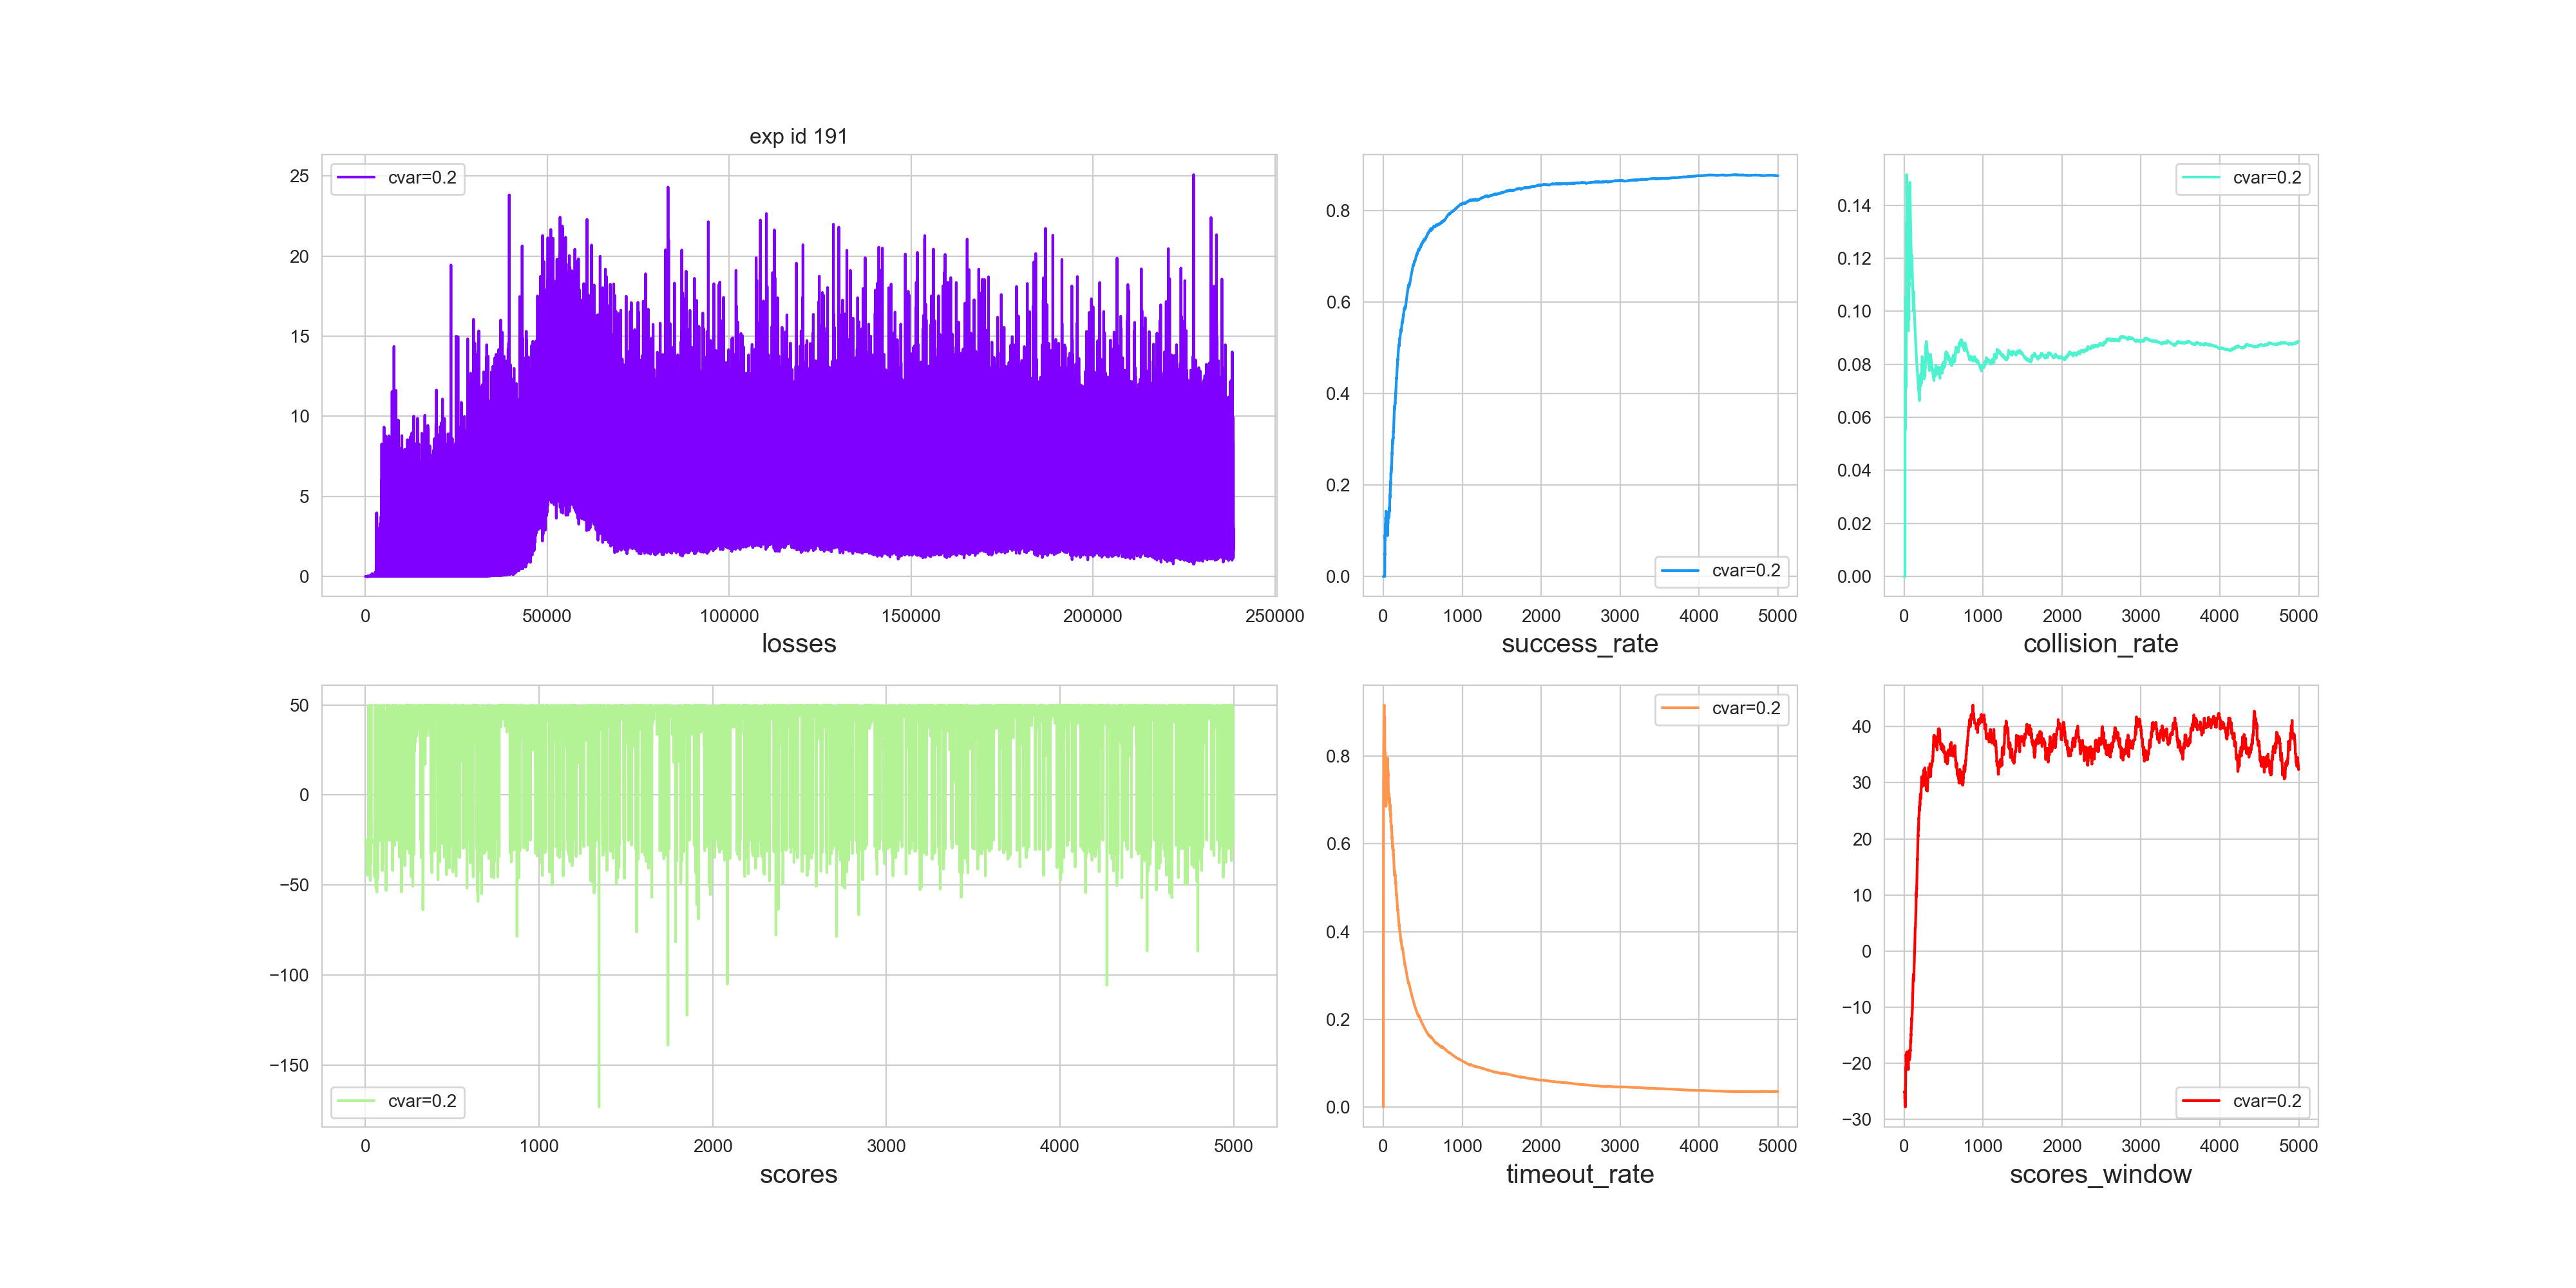 exp id 191
cvar=0.2
25
20
15
10
5
0
0 50000 100000 150000 200000 250000
losses
0.8
0.6
0.4
0.2
0.0
cvar=0.2
0 1000 2000 3000 4000 5000
success_rate
cvar=0.2
0.14
0.12
0.10
0.08
0.06
0.04
0.02
0.00
0 1000 2000 3000 4000 5000
collision_rate
50
0
−50
−100
−150
cvar=0.2
0 1000 2000 3000 4000 5000
scores
cvar=0.2
0.8
0.6
0.4
0.2
0.0
0 1000 2000 3000 4000 5000
timeout_rate
40
30
20
10
0
−10
−20
−30
cvar=0.2
0 1000 2000 3000 4000 5000
scores_window